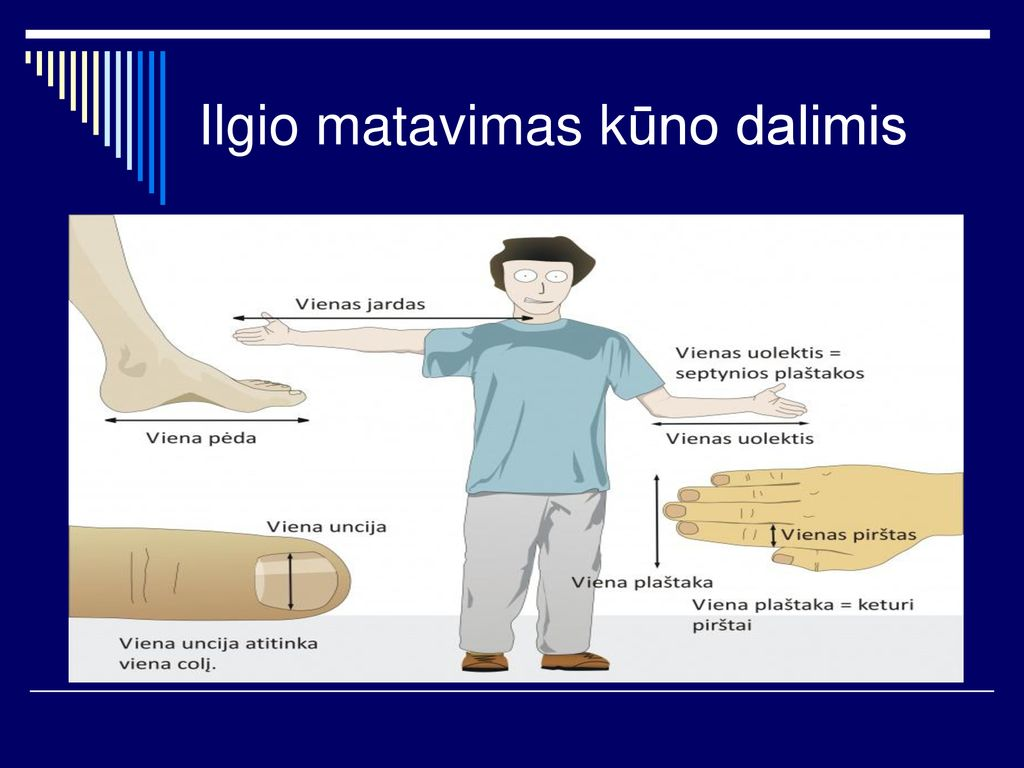 Ilgio matavimas kūno dalimis
Vienas jardas
Vienas uolektis =
septynios plaštakos
Viena pėda
Vienas uolektis
Viena uncija
Vienas pirštas
Viena plaštaka
Viena plaštaka = keturi
pirštai
Viena uncija atitinka
viena colį.